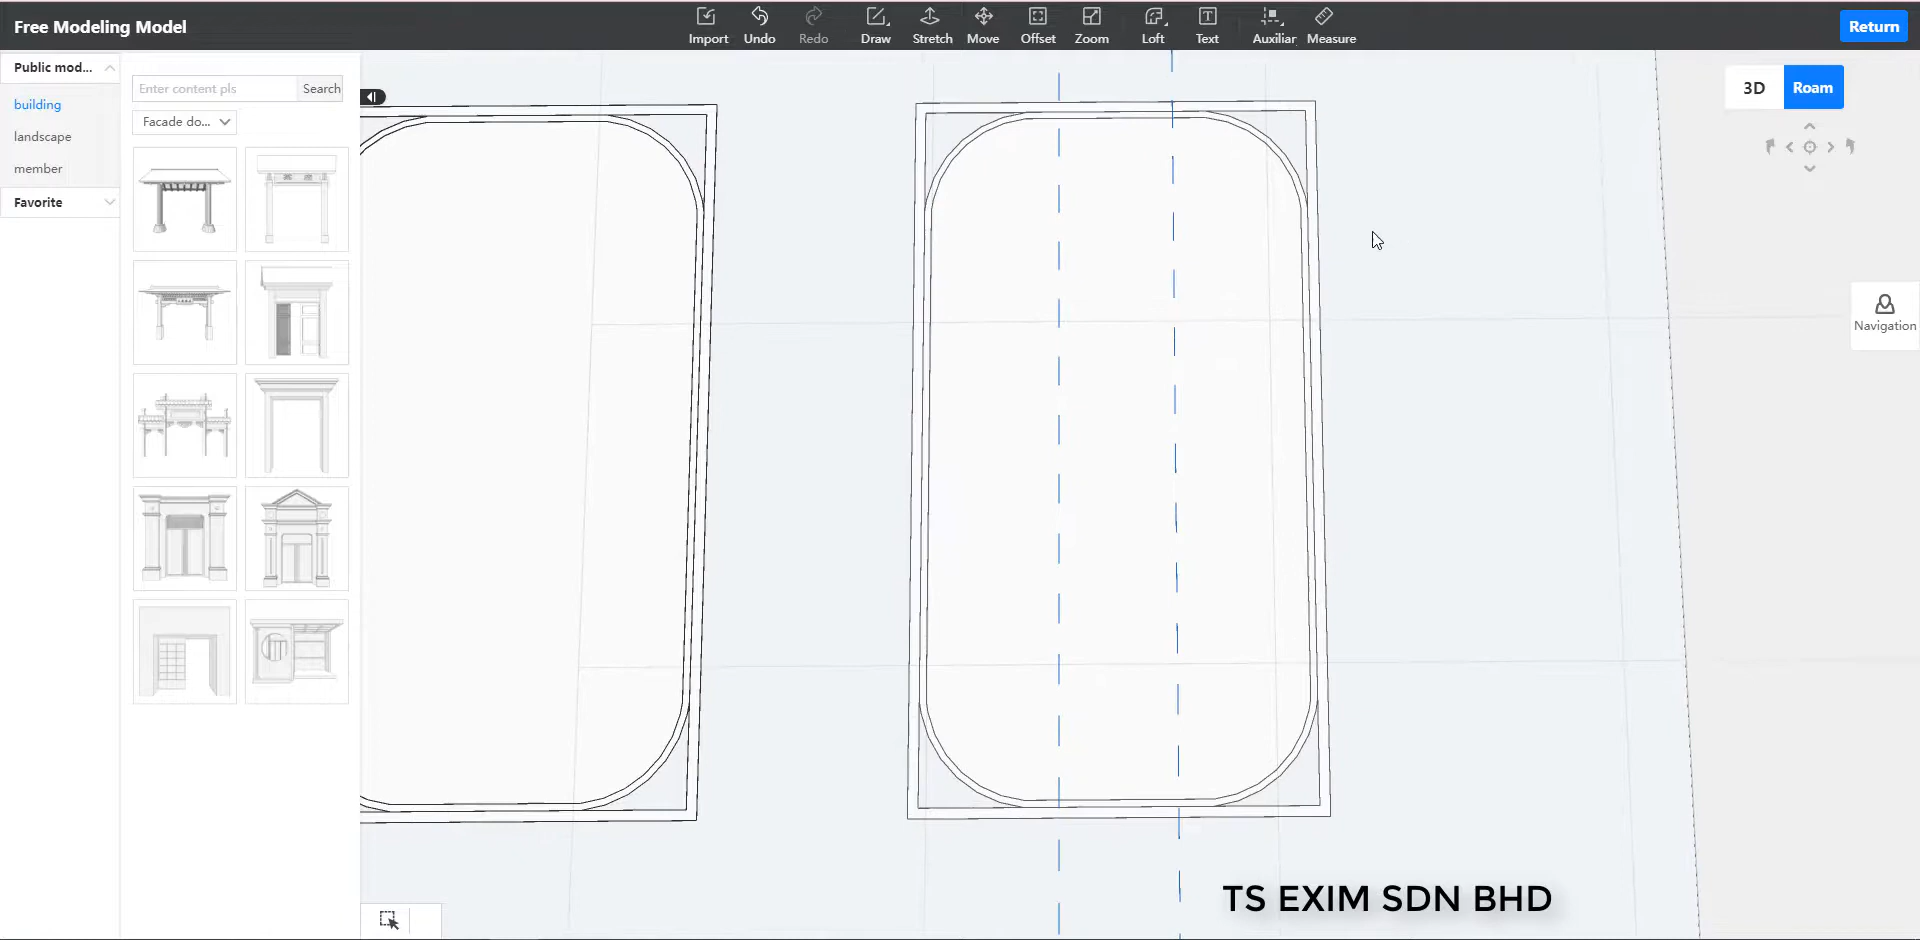 Free Modeling Model
Import
Undo
Redo
Draw
Stretch
Move
Offset
Zoom
Loft
Text
Auxiliar
Measure
Return
Public mod...
building
landscape
member
Favorite
Enter content pls
Search
Facade do...
3D
Roam
Navigation
TS EXIM SDN BHD